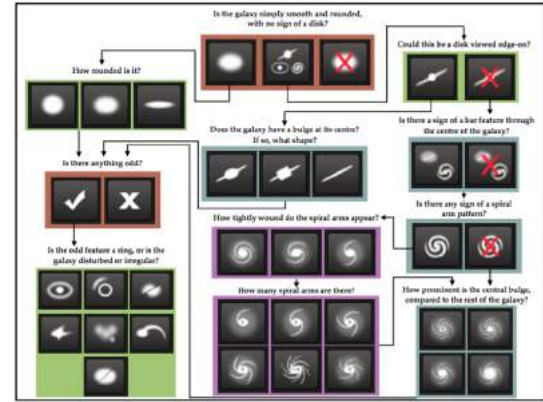 Is the galaxy simply smooth and rounded,
with no sign of a disk?
Could this be a disk viewed edge-on?
How rounded is it?
Is there a sign of a bar feature through
the centre of the galaxy?
Does the galaxy have a bulge at its centre?
If so, what shape?
Is there anything odd?
Is there any sign of a spiral
arm pattern?
How tightly wound do the spiral arms appear?
Is the odd feature a ring, or is the
galaxy disturbed or irregular?
How many spiral arms are there?
How prominent is the central bulge,
compared to the rest of the galaxy?